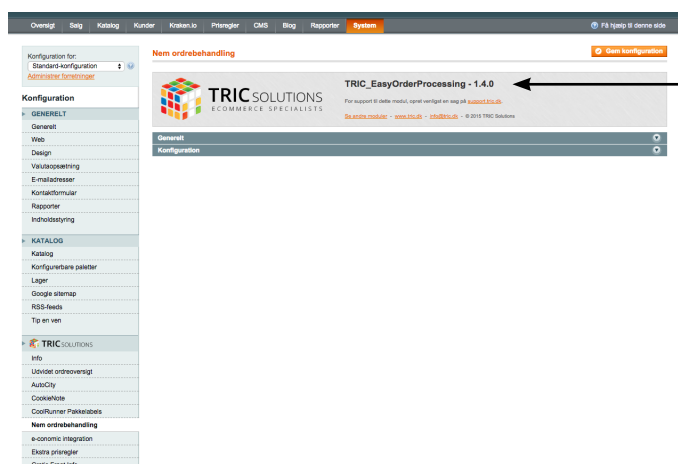 Oversigt Salg Katalog Kunder Kraken.io Prisregler CMS Blog Rapporter System Få hjælp til denne side
Konfiguration for:
Standard-konfiguration
Administrer forretninger
Konfiguration
GENERELT
Generelt
Web
Design
Valutaopsætning
E-mailadresser
Kontaktformular
Rapporter
Indholdsstyring
KATALOG
Katalog
Konfigurerbare paletter
Lager
Google sitemap
RSS-feeds
Tip en ven
TRIC SOLUTIONS
Info
Udvidet ordreoversigt
AutoCity
CookieNote
CoolRunner Pakkelabels
Nem ordrebehandling
e-conomic integration
Ekstra prisregler
Nem ordrebehandling
Gem konfiguration
TRIC SOLUTIONS
ECOMMERCE SPECIALISTS
TRIC_EasyOrderProcessing - 1.4.0
For support til dette modul, opret venligst en sag på support.tric.dk.
Se andre moduler - www.tric.dk - info@tric.dk - © 2015 TRIC Solutions
Generelt
Konfiguration